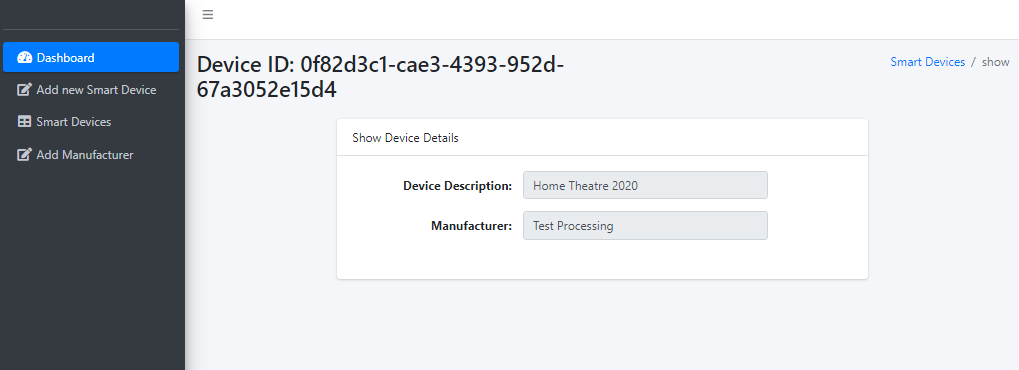 Dashboard
Add new Smart Device
Smart Devices
Add Manufacturer
Device ID: 0f82d3c1-cae3-4393-952d-
67a3052e15d4
Smart Devices / show
Show Device Details
Device Description: Home Theatre 2020
Manufacturer: Test Processing